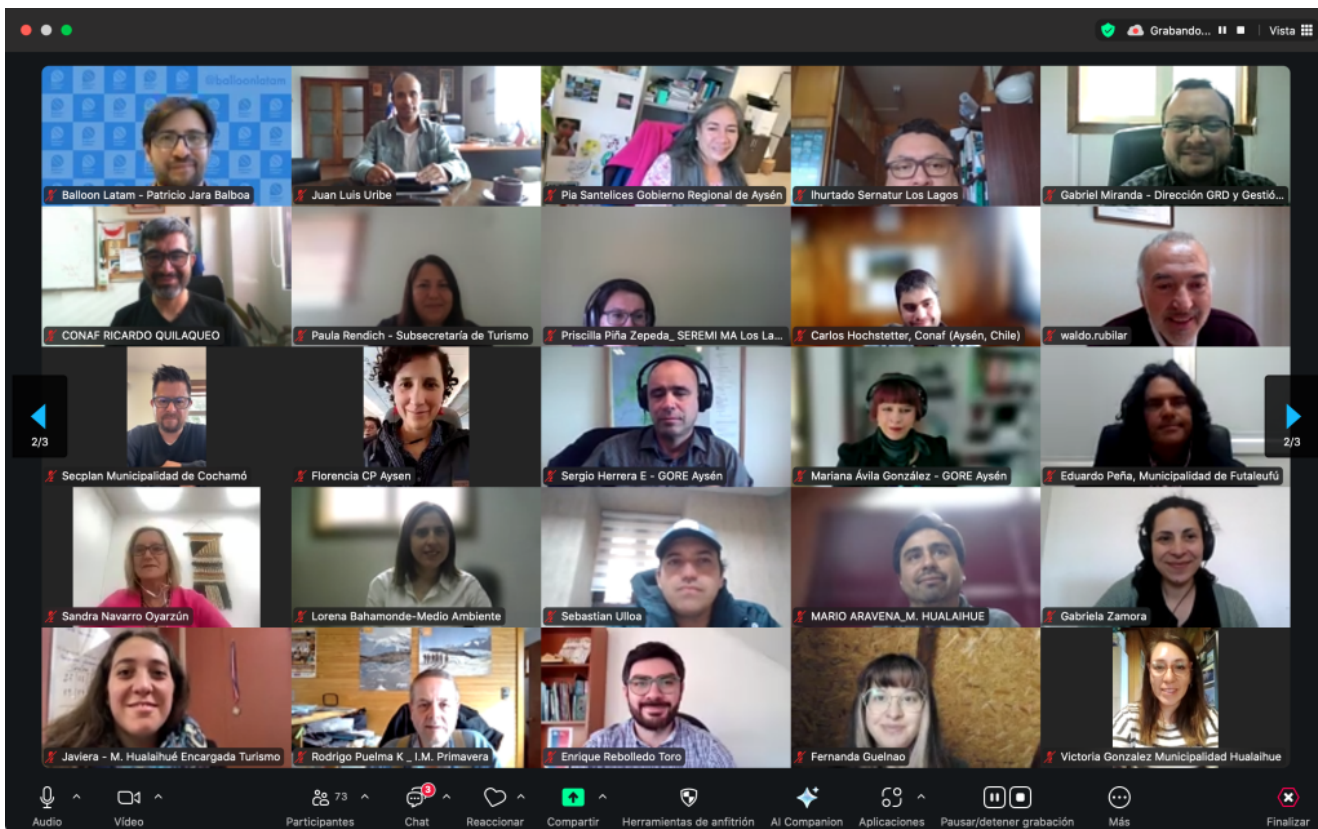 Grabando...
Vista
@balloonlatam
Balloon Latam - Patricio Jara Balboa
Juan Luis Uribe
Pia Santelices Gobierno Regional de Aysén
lhurtado Sernatur Los Lagos
Gabriel Miranda - Dirección GRD y Gestió...
CONAF RICARDO QUILAQUEO
Paula Rendich - Subsecretaría de Turismo
Priscilla Piña Zepeda_ SEREMI MA Los La...
Carlos Hochstetter, Conaf (Aysén, Chile)
waldo.rubilar
2/3
2/3
Secplan Municipalidad de Cochamó
Florencia CP Aysen
Sergio Herrera E - GORE Aysén
Mariana Ávila González - GORE Aysén
Eduardo Peña, Municipalidad de Futaleufú
Sandra Navarro Oyarzún
Lorena Bahamonde-Medio Ambiente
Sebastian Ulloa
MARIO ARAVENA_M. HUALAIHUE
Gabriela Zamora
Javiera - M. Hualaihué Encargada Turismo
Rodrigo Puelma K _ I.M. Primavera
Enrique Rebolledo Toro
Fernanda Guelnao
Victoria Gonzalez Municipalidad Hualaihue
73
3
Audio
Vídeo
Participantes
Chat
Reaccionar
Compartir
Herramientas de anfitrión
AI Companion
Aplicaciones
Pausar/detener grabación
Más
Finalizar